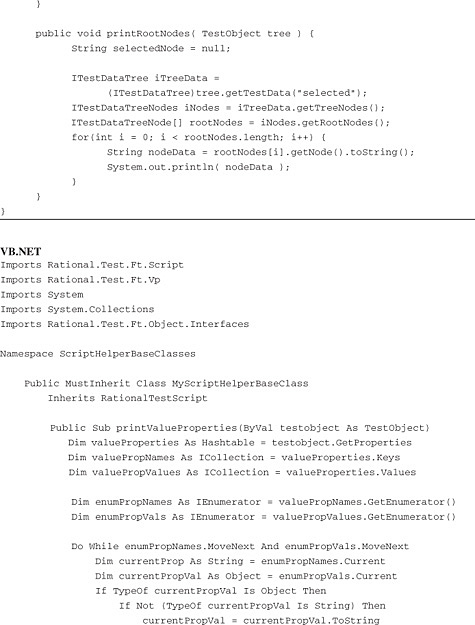 }
public void printRootNodes( TestObject tree ) {
String selectedNode = null;
ITestDataTree iTreeData =
(ITestDataTree)tree.getTestData("selected");
ITestDataTreeNodes iNodes = iTreeData.getTreeNodes();
ITestDataTreeNode[] rootNodes = iNodes.getRootNodes();
for(int i = 0; i < rootNodes.length; i++) {
String nodeData = rootNodes[i].getNode().toString();
System.out.println( nodeData );
}
}
}
VB.NET
Imports Rational.Test.Ft.Script
Imports Rational.Test.Ft.Vp
Imports System
Imports System.Collections
Imports Rational.Test.Ft.Object.Interfaces
Namespace ScriptHelperBaseClasses
Public MustInherit Class MyScriptHelperBaseClass
Inherits RationalTestScript
Public Sub printValueProperties(ByVal testobject As TestObject)
Dim valueProperties As Hashtable = testobject.GetProperties
Dim valuePropNames As ICollection = valueProperties.Keys
Dim valuePropValues As ICollection = valueProperties.Values
Dim enumPropNames As IEnumerator = valuePropNames.GetEnumerator()
Dim enumPropVals As IEnumerator = valuePropValues.GetEnumerator()
Do While enumPropNames.MoveNext And enumPropVals.MoveNext
Dim currentProp As String = enumPropNames.Current
Dim currentPropVal As Object = enumPropVals.Current
If TypeOf currentPropVal Is Object Then
If Not (TypeOf currentPropVal Is String) Then
currentPropVal = currentPropVal.ToString